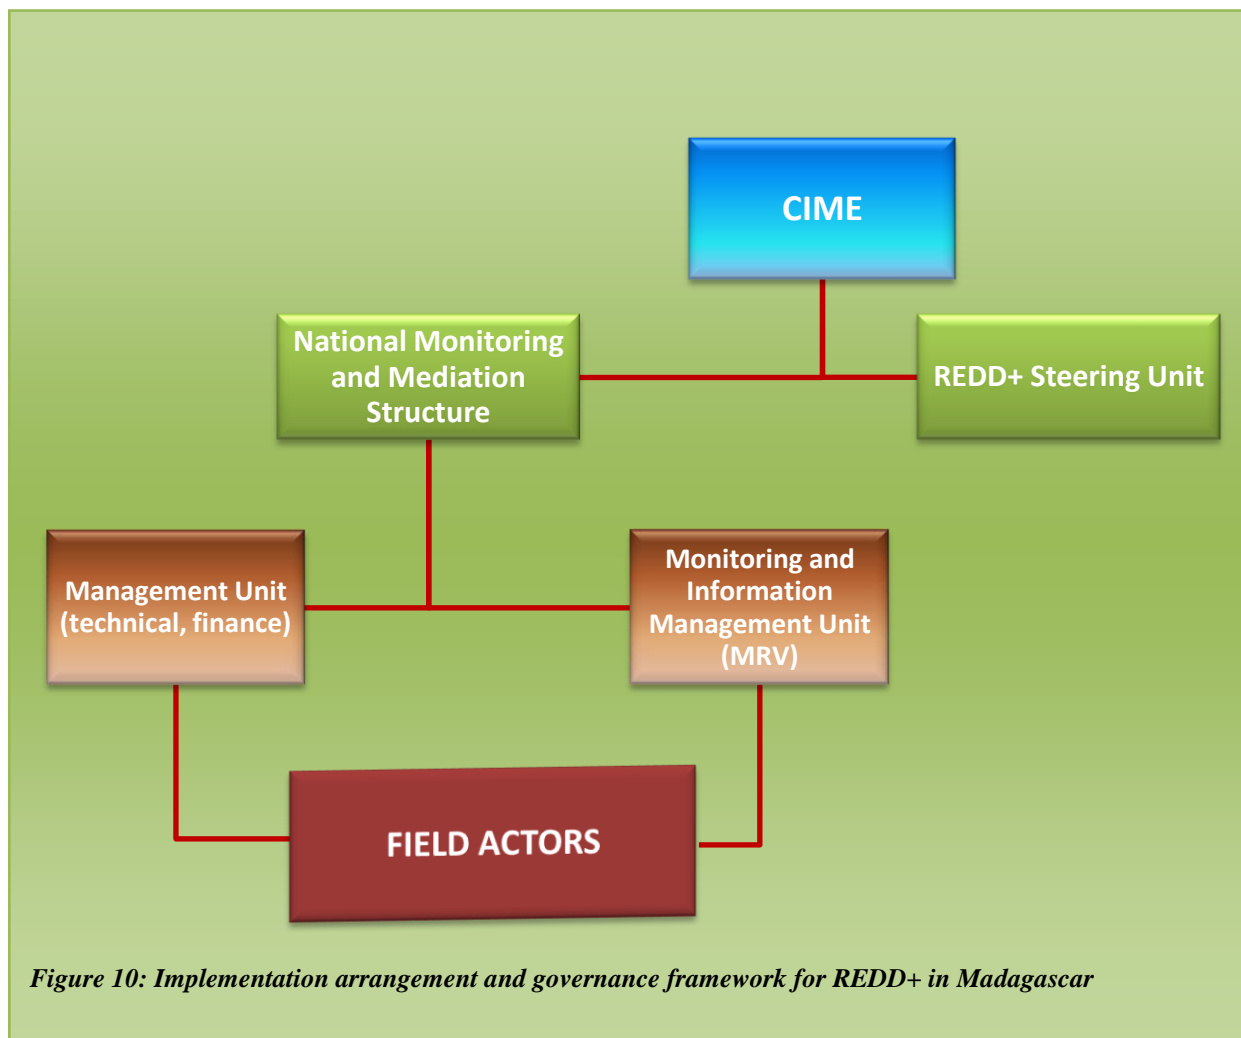 CIME
National Monitoring
and Mediation
Structure
REDD+ Steering Unit
Management Unit
(technical, finance)
Monitoring and
Information
Management Unit
(MRV)
FIELD ACTORS
Figure 10: Implementation arrangement and governance framework for REDD+ in Madagascar